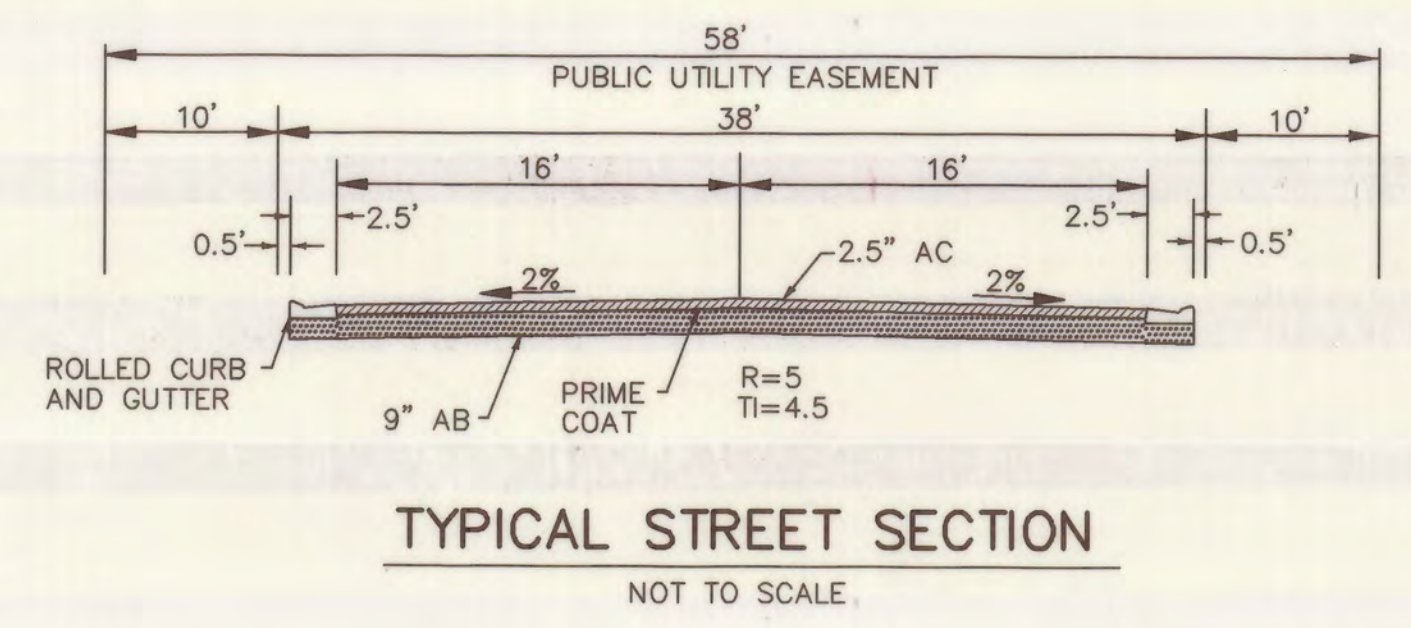 58'
PUBLIC UTILITY EASEMENT
10'
38'
10'
16'
16'
2.5'
2.5'
0.5'
0.5'
2.5" AC
2%
2%
ROLLED CURB
AND GUTTER
9" AB
PRIME
COAT
R=5
TI=4.5
TYPICAL STREET SECTION
NOT TO SCALE